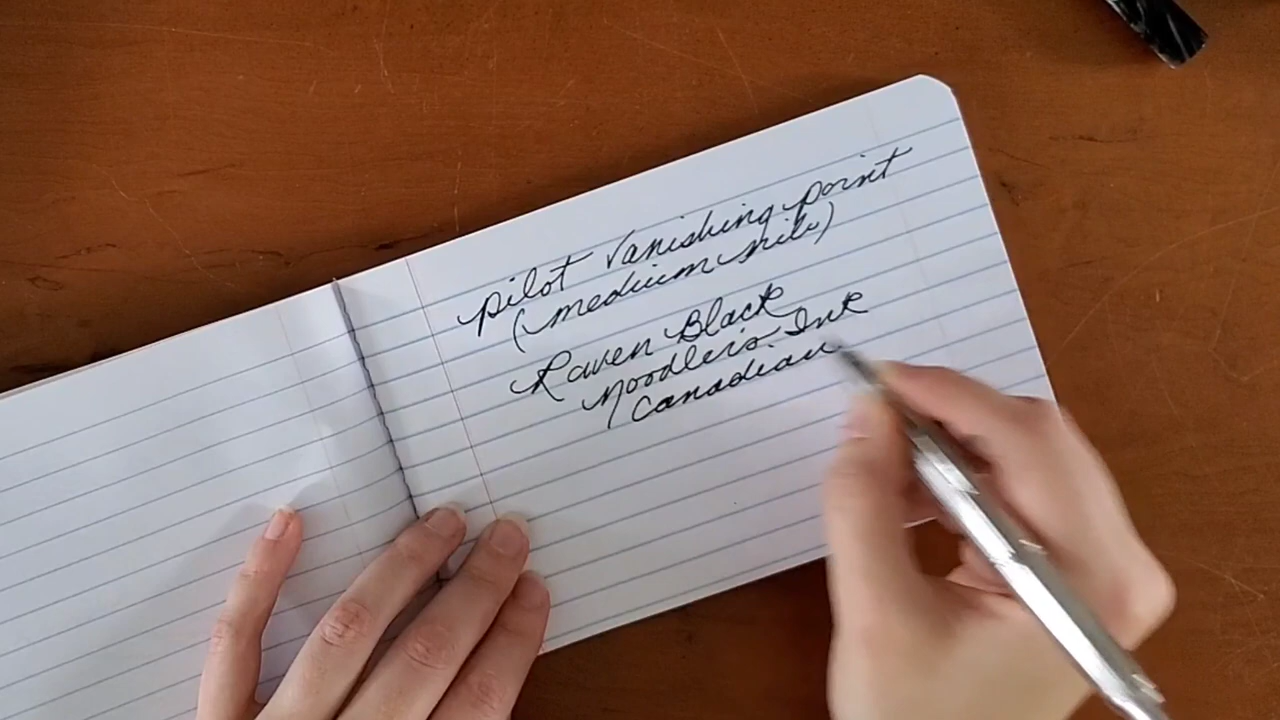 Pilot Vanishing Point
(medium nib)
Raven Black
Noodler's Ink
(Canadian